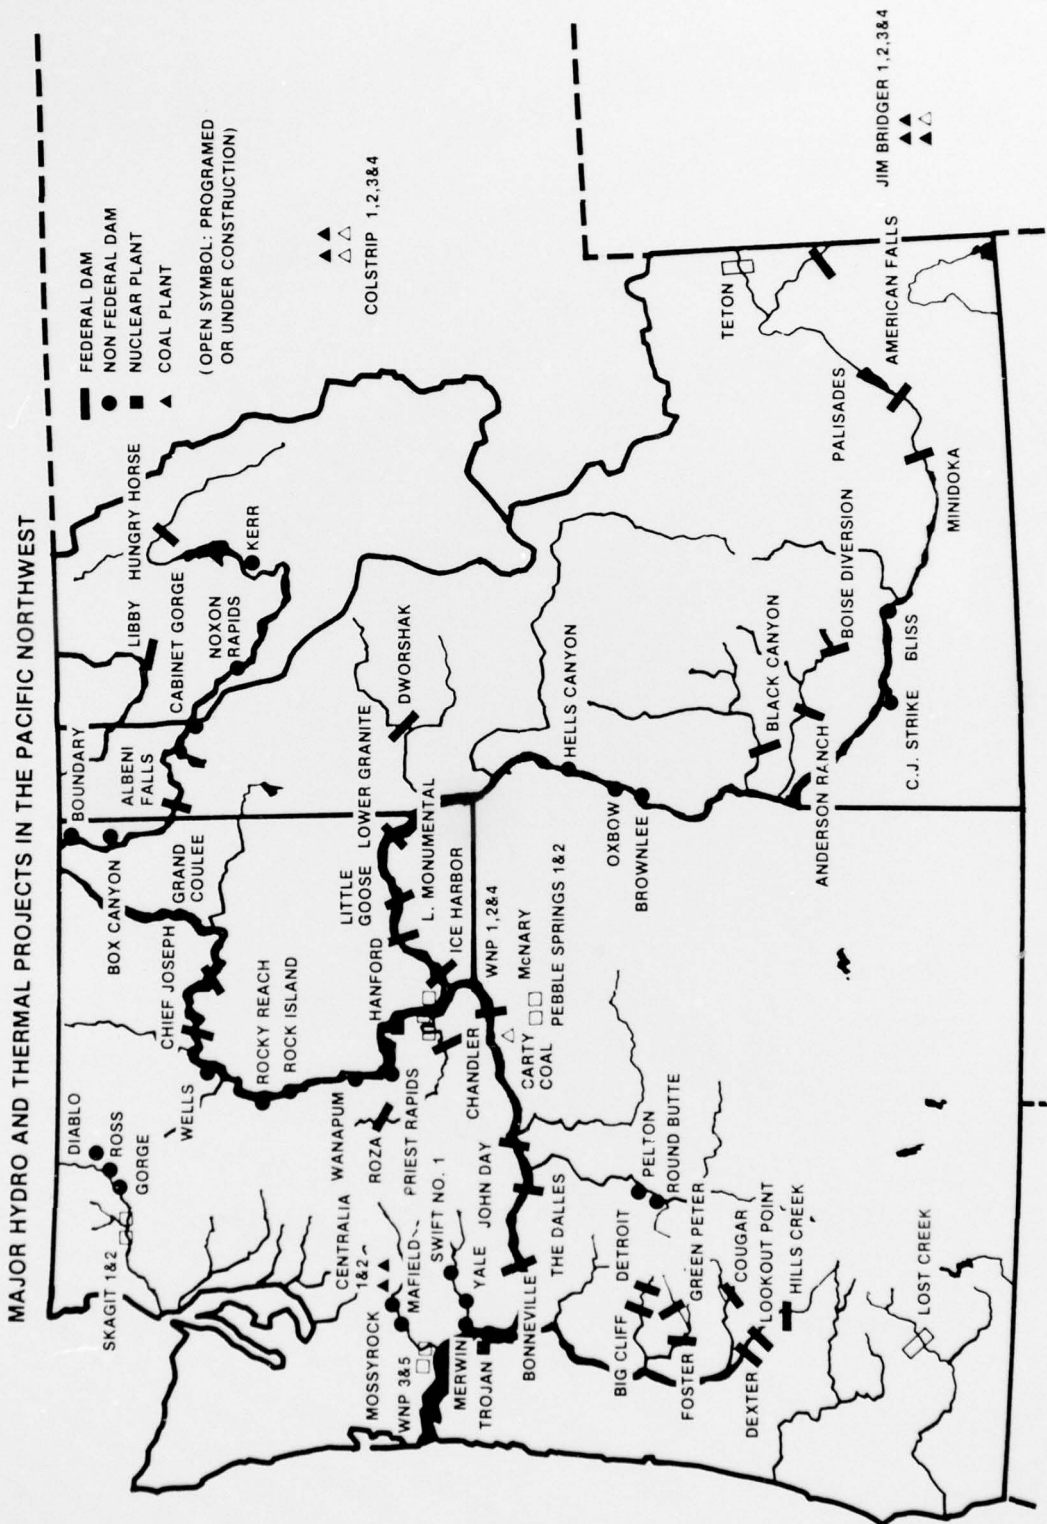 MAJOR HYDRO AND THERMAL PROJECTS IN THE PACIFIC NORTHWEST
FEDERAL DAM
NON FEDERAL DAM
NUCLEAR PLANT
COAL PLANT
(OPEN SYMBOL: PROGRAMED
OR UNDER CONSTRUCTION)
COLSTRIP 1,2,3&4
JIM BRIDGER 1,2,3&4
SKAGIT 1&2
DIABLO
ROSS
GORGE
WELLS
CHIEF JOSEPH
GRAND
COULEE
BOX CANYON
BOUNDARY
ALBENI
FALLS
CABINET GORGE
LIBBY
HUNGRY HORSE
NOXON
RAPIDS
KERR
ROCKY REACH
ROCK ISLAND
WANAPUM
CENTRALIA
1&2
ROZA
PRIEST RAPIDS
HANFORD
LITTLE
GOOSE
LOWER GRANITE
L. MONUMENTAL
ICE HARBOR
DWORSHAK
MOSSYROCK
MAFIELD
WNP 3&5
SWIFT NO. 1
MERWIN
YALE
TROJAN
JOHN DAY
CHANDLER
WNP 1,2&4
McNARY
CARTY
COAL
PEBBLE SPRINGS 1&2
BONNEVILLE
THE DALLES
HELLS CANYON
OXBOW
BROWNLEE
BIG CLIFF
DETROIT
PELTON
ROUND BUTTE
GREEN PETER
FOSTER
COUGAR
DEXTER
LOOKOUT POINT
HILLS CREEK
LOST CREEK
BLACK CANYON
ANDERSON RANCH
BOISE DIVERSION
C.J. STRIKE
BLISS
MINIDOKA
PALISADES
AMERICAN FALLS
TETON